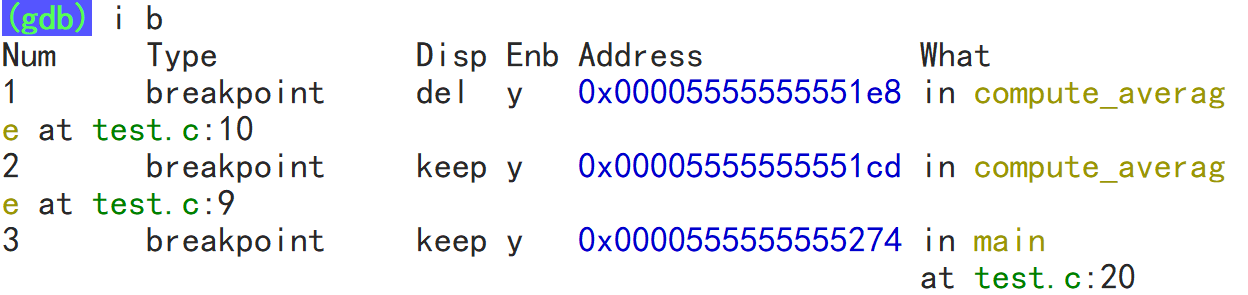 (gdb) i b
Num     Type           Disp Enb Address            What
1       breakpoint     del  y   0x00005555555551e8 in compute_averag
e at test.c:10
2       breakpoint     keep y   0x00005555555551cd in compute_averag
e at test.c:9
3       breakpoint     keep y   0x0000555555555274 in main
                                                   at test.c:20